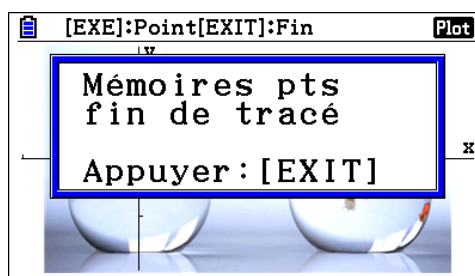 [EXE]:Point[EXIT]:Fin
Plot
y
Mémoires pts
fin de tracé
x
Appuyer:[EXIT]